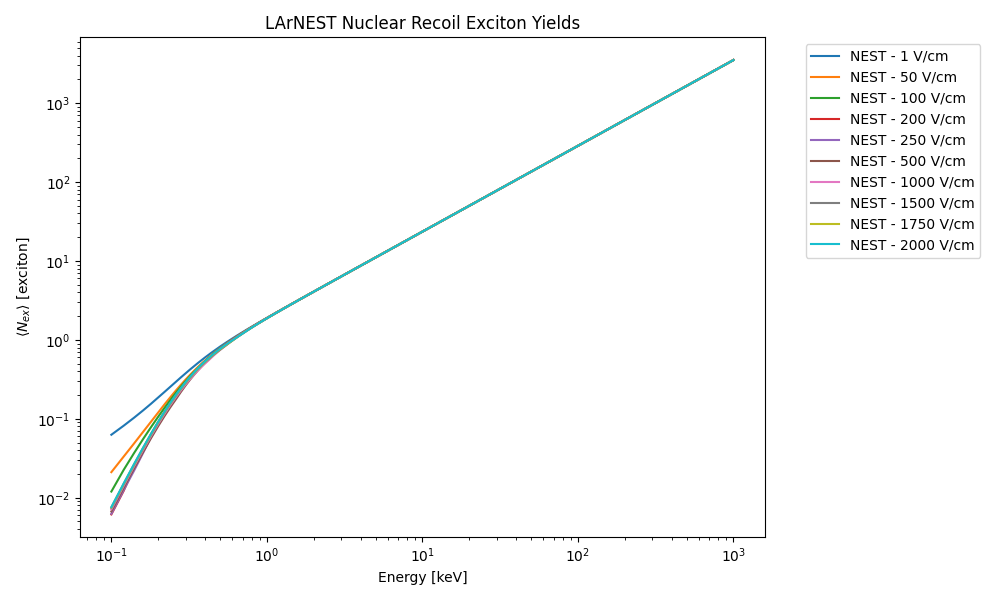 LArNEST Nuclear Recoil Exciton Yields
NEST - 1 V/cm
NEST - 50 V/cm
NEST - 100 V/cm
NEST - 200 V/cm
NEST - 250 V/cm
NEST - 500 V/cm
NEST - 1000 V/cm
NEST - 1500 V/cm
NEST - 1750 V/cm
NEST - 2000 V/cm
⟨N_ex⟩ [exciton]
10³
10²
10¹
10⁰
10⁻¹
10⁻²
10⁻¹ 10⁰ 10¹ 10² 10³
Energy [keV]